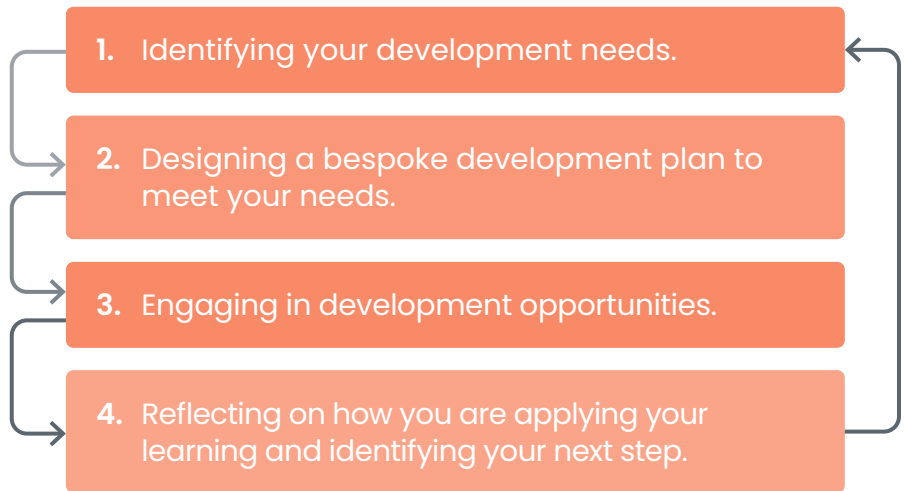 1. Identifying your development needs.
2. Designing a bespoke development plan to
meet your needs.
3. Engaging in development opportunities.
4. Reflecting on how you are applying your
learning and identifying your next step.